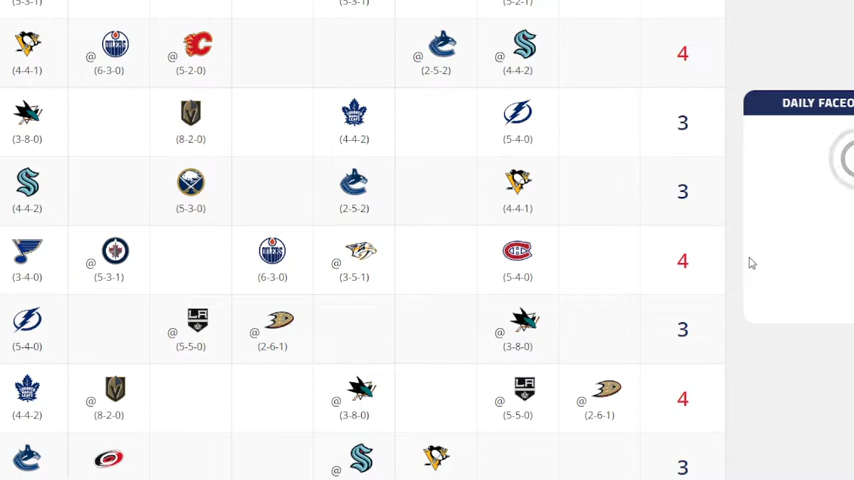 (5-3-1) (5-3-1) (5-2-1)
@ @ @ @ 4
(4-4-1) (6-3-0) (5-2-0) (2-5-2) (4-4-2)
DAILY FACEO
3
(3-8-0) (8-2-0) (4-4-2) (5-4-0)
3
(4-4-2) (5-3-0) (2-5-2) (4-4-1)
@ @ 4
(3-4-0) (5-3-1) (6-3-0) (3-5-1) (5-4-0)
@ LA @ @ 3
(5-4-0) (5-5-0) (2-6-1) (3-8-0)
@ @ @ LA @ 4
(4-4-2) (8-2-0) (3-8-0) (5-5-0) (2-6-1)
@ 3